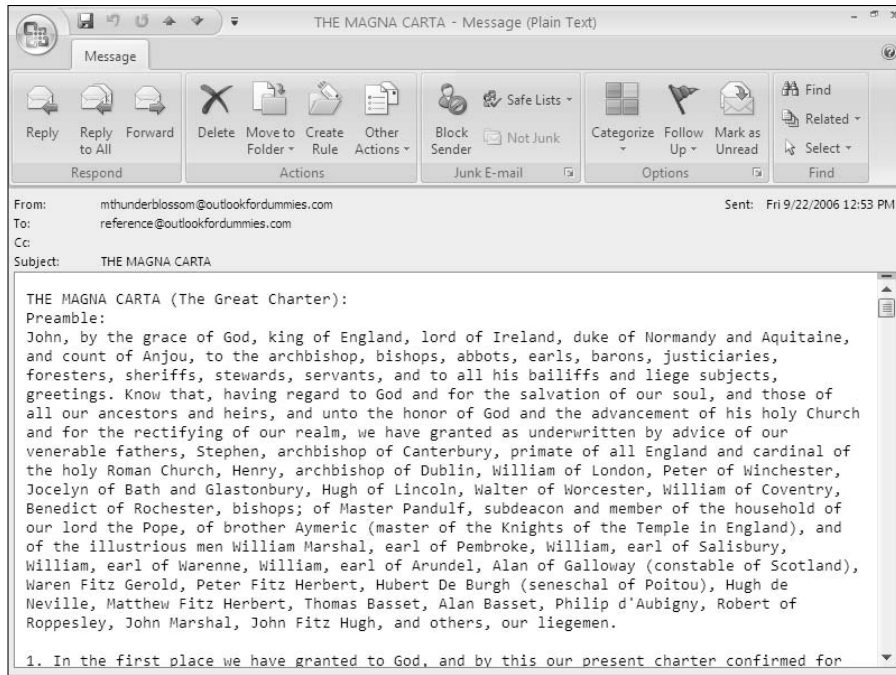 THE MAGNA CARTA - Message (Plain Text)
Message
Reply
Reply to All
Forward
Delete
Move to Folder
Create Rule
Other Actions
Block Sender
Safe Lists
Not Junk
Categorize
Follow Up
Mark as Unread
Find
Related
Select
Respond
Actions
Junk E-mail
Options
Find
From: mthunderblossom@outlookfordummies.com Sent: Fri 9/22/2006 12:53 PM
To: reference@outlookfordummies.com
Cc:
Subject: THE MAGNA CARTA
THE MAGNA CARTA (The Great Charter):
Preamble:
John, by the grace of God, king of England, lord of Ireland, duke of Normandy and Aquitaine,
and count of Anjou, to the archbishop, bishops, abbots, earls, barons, justiciaries,
foresters, sheriffs, stewards, servants, and to all his bailiffs and liege subjects,
greetings. Know that, having regard to God and for the salvation of our soul, and those of
all our ancestors and heirs, and unto the honor of God and the advancement of his holy Church
and for the rectifying of our realm, we have granted as underwritten by advice of our
venerable fathers, Stephen, archbishop of Canterbury, primate of all England and cardinal of
the holy Roman Church, Henry, archbishop of Dublin, William of London, Peter of Winchester,
Jocelyn of Bath and Glastonbury, Hugh of Lincoln, Walter of Worcester, William of Coventry,
Benedict of Rochester, bishops; of Master Pandulf, subdeacon and member of the household of
our lord the Pope, of brother Aymeric (master of the Knights of the Temple in England), and
of the illustrious men William Marshal, earl of Pembroke, William, earl of Salisbury,
William, earl of Warenne, William, earl of Arundel, Alan of Galloway (constable of Scotland),
Waren Fitz Gerold, Peter Fitz Herbert, Hubert De Burgh (seneschal of Poitou), Hugh de
Neville, Matthew Fitz Herbert, Thomas Basset, Alan Basset, Philip d'Aubigny, Robert of
Roppesley, John Marshal, John Fitz Hugh, and others, our liegemen.
1. In the first place we have granted to God, and by this our present charter confirmed for